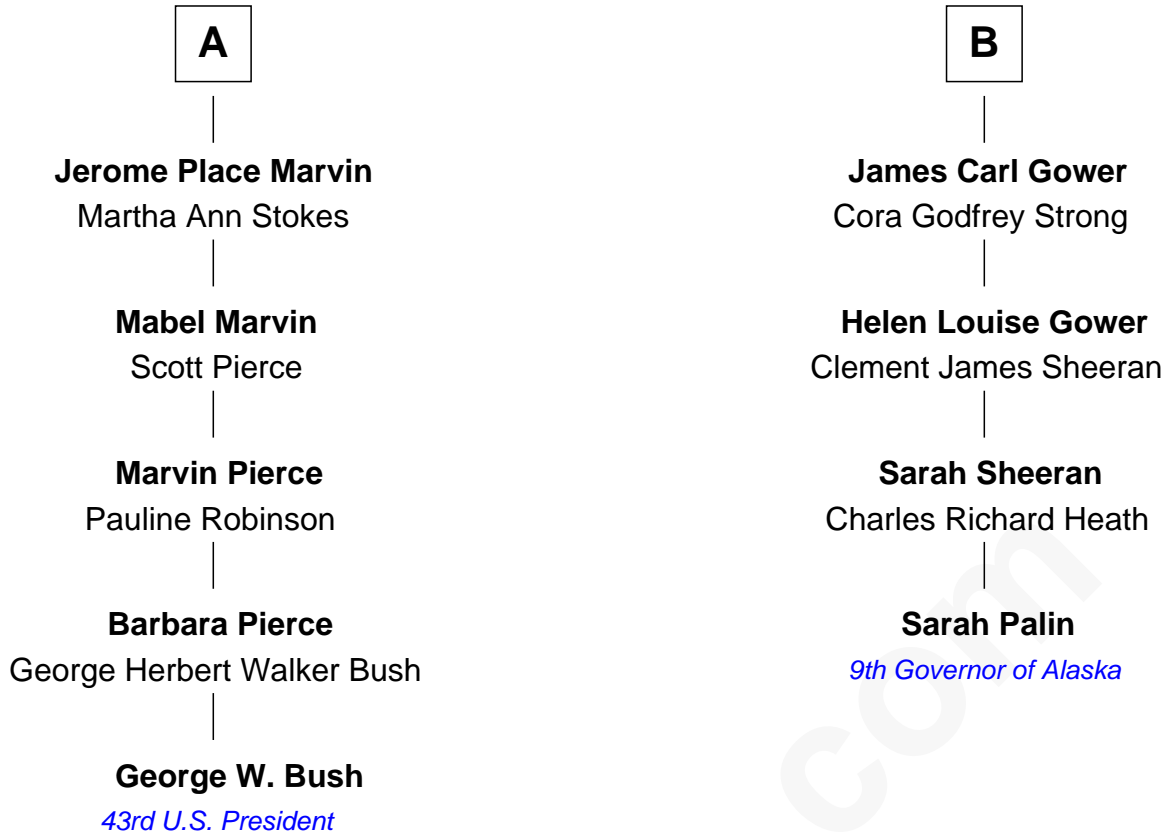 A
Jerome Place Marvin
Martha Ann Stokes
Mabel Marvin
Scott Pierce
Marvin Pierce
Pauline Robinson
Barbara Pierce
George Herbert Walker Bush
George W. Bush
43rd U.S. President
B
James Carl Gower
Cora Godfrey Strong
Helen Louise Gower
Clement James Sheeran
Sarah Sheeran
Charles Richard Heath
Sarah Palin
9th Governor of Alaska
com